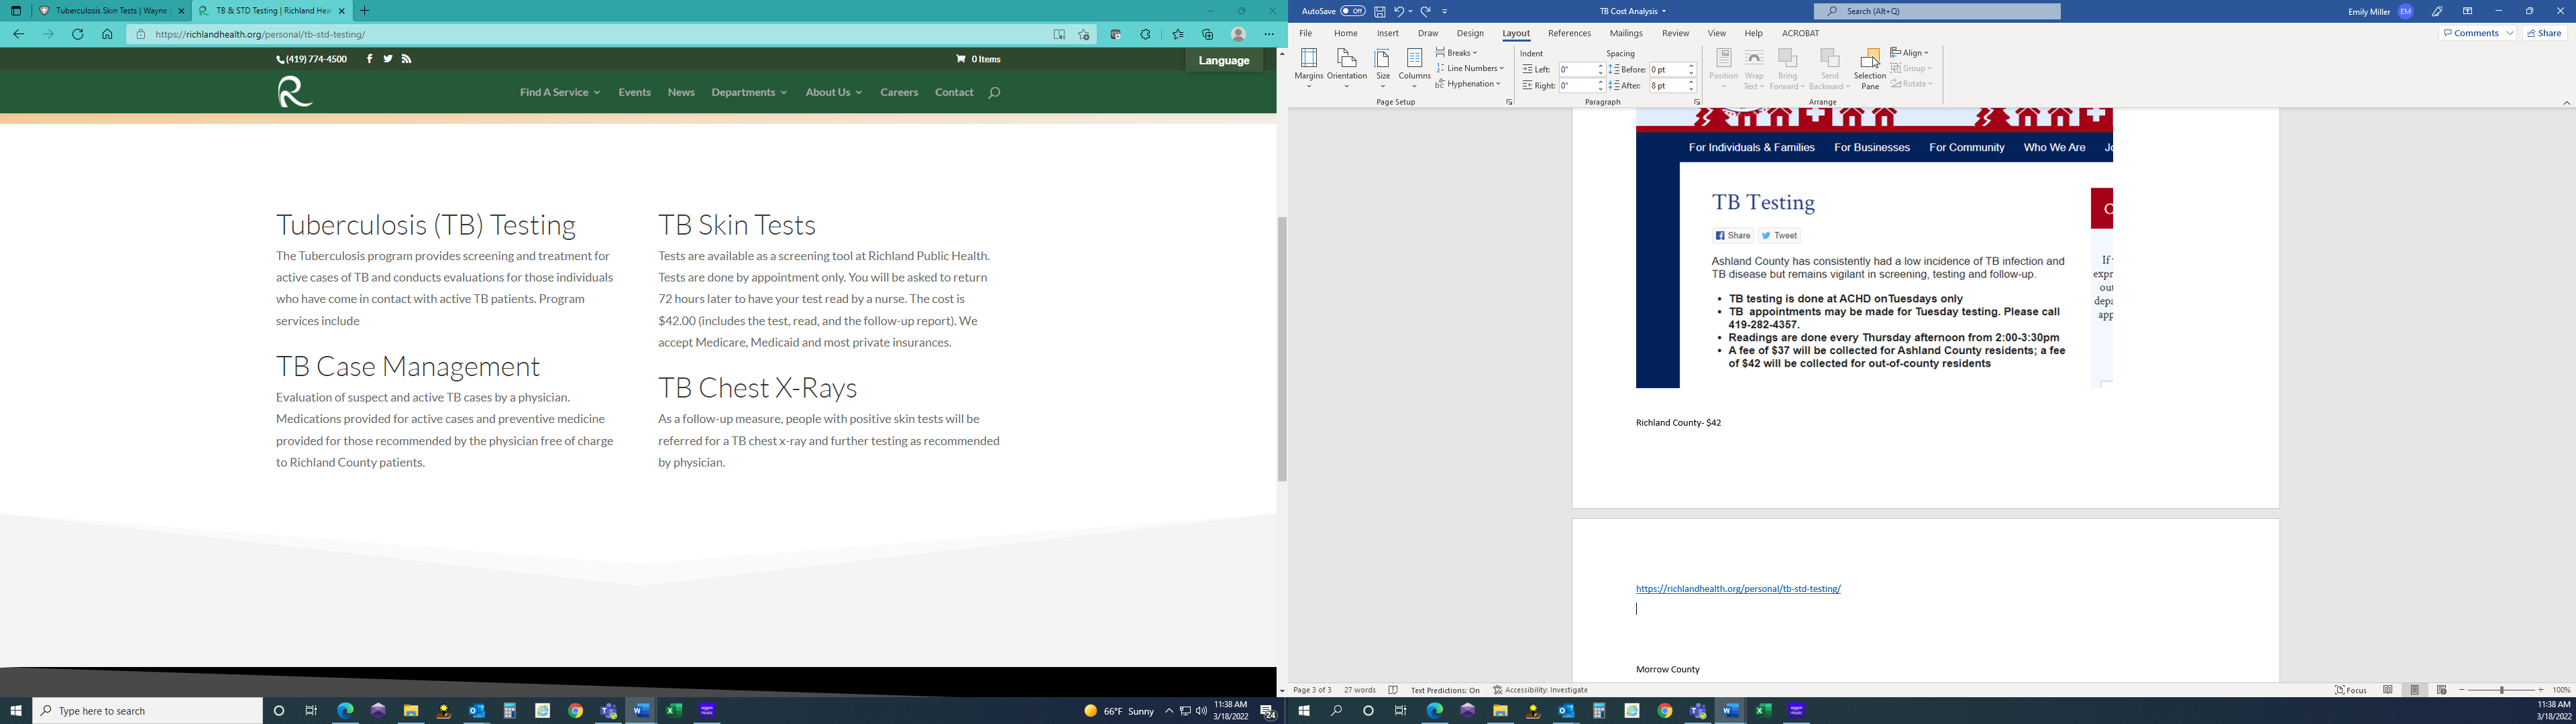 Tuberculosis Skin Tests | Wayne
TB & STD Testing | Richland Heal
https://richlandhealth.org/personal/tb-std-testing/
(419) 774-4500
0 Items
Language
Find A Service
Events
News
Departments
About Us
Careers
Contact
Tuberculosis (TB) Testing
The Tuberculosis program provides screening and treatment for
active cases of TB and conducts evaluations for those individuals
who have come in contact with active TB patients. Program
services include
TB Case Management
Evaluation of suspect and active TB cases by a physician.
Medications provided for active cases and preventive medicine
provided for those recommended by the physician free of charge
to Richland County patients.
TB Skin Tests
Tests are available as a screening tool at Richland Public Health.
Tests are done by appointment only. You will be asked to return
72 hours later to have your test read by a nurse. The cost is
$42.00 (includes the test, read, and the follow-up report). We
accept Medicare, Medicaid and most private insurances.
TB Chest X-Rays
As a follow-up measure, people with positive skin tests will be
referred for a TB chest x-ray and further testing as recommended
by physician.
Type here to search
66°F Sunny
11:38 AM
3/18/2022
24
AutoSave Off
TB Cost Analysis
Search (Alt+Q)
Emily Miller EM
File Home Insert Draw Design Layout References Mailings Review View Help ACROBAT
Comments
Share
Margins
Orientation
Size
Columns
Breaks
Line Numbers
Hyphenation
Page Setup
Indent
Left: 0"
Right: 0"
Spacing
Before: 0 pt
After: 8 pt
Paragraph
Position
Wrap Text
Bring Forward
Send Backward
Selection Pane
Align
Group
Rotate
Arrange
For Individuals & Families For Businesses For Community Who We Are
TB Testing
Share Tweet
Ashland County has consistently had a low incidence of TB infection and
TB disease but remains vigilant in screening, testing and follow-up.
• TB testing is done at ACHD onTuesdays only
• TB appointments may be made for Tuesday testing. Please call
419-282-4357.
• Readings are done every Thursday afternoon from 2:00-3:30pm
• A fee of $37 will be collected for Ashland County residents; a fee
of $42 will be collected for out-of-county residents
If
expr
out
depa
app
Richland County- $42
https://richlandhealth.org/personal/tb-std-testing/
Morrow County
Page 3 of 3 27 words Text Predictions: On Accessibility: Investigate
Focus
100%
11:38 AM
3/18/2022